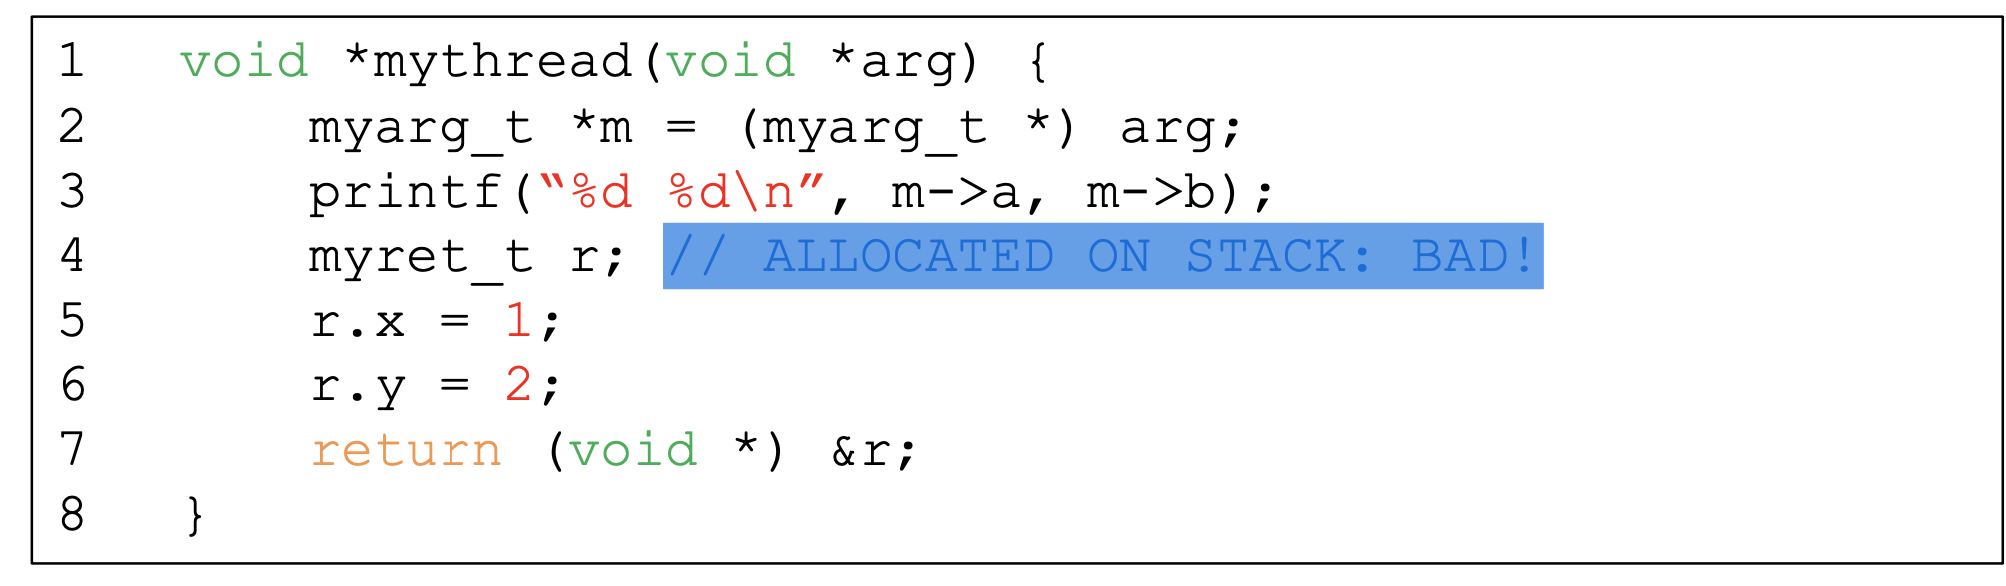 1 void *mythread(void *arg) {
2 myarg_t *m = (myarg_t *) arg;
3 printf(“%d %d\n”, m->a, m->b);
4 myret_t r; // ALLOCATED ON STACK: BAD!
5 r.x = 1;
6 r.y = 2;
7 return (void *) &r;
8 }